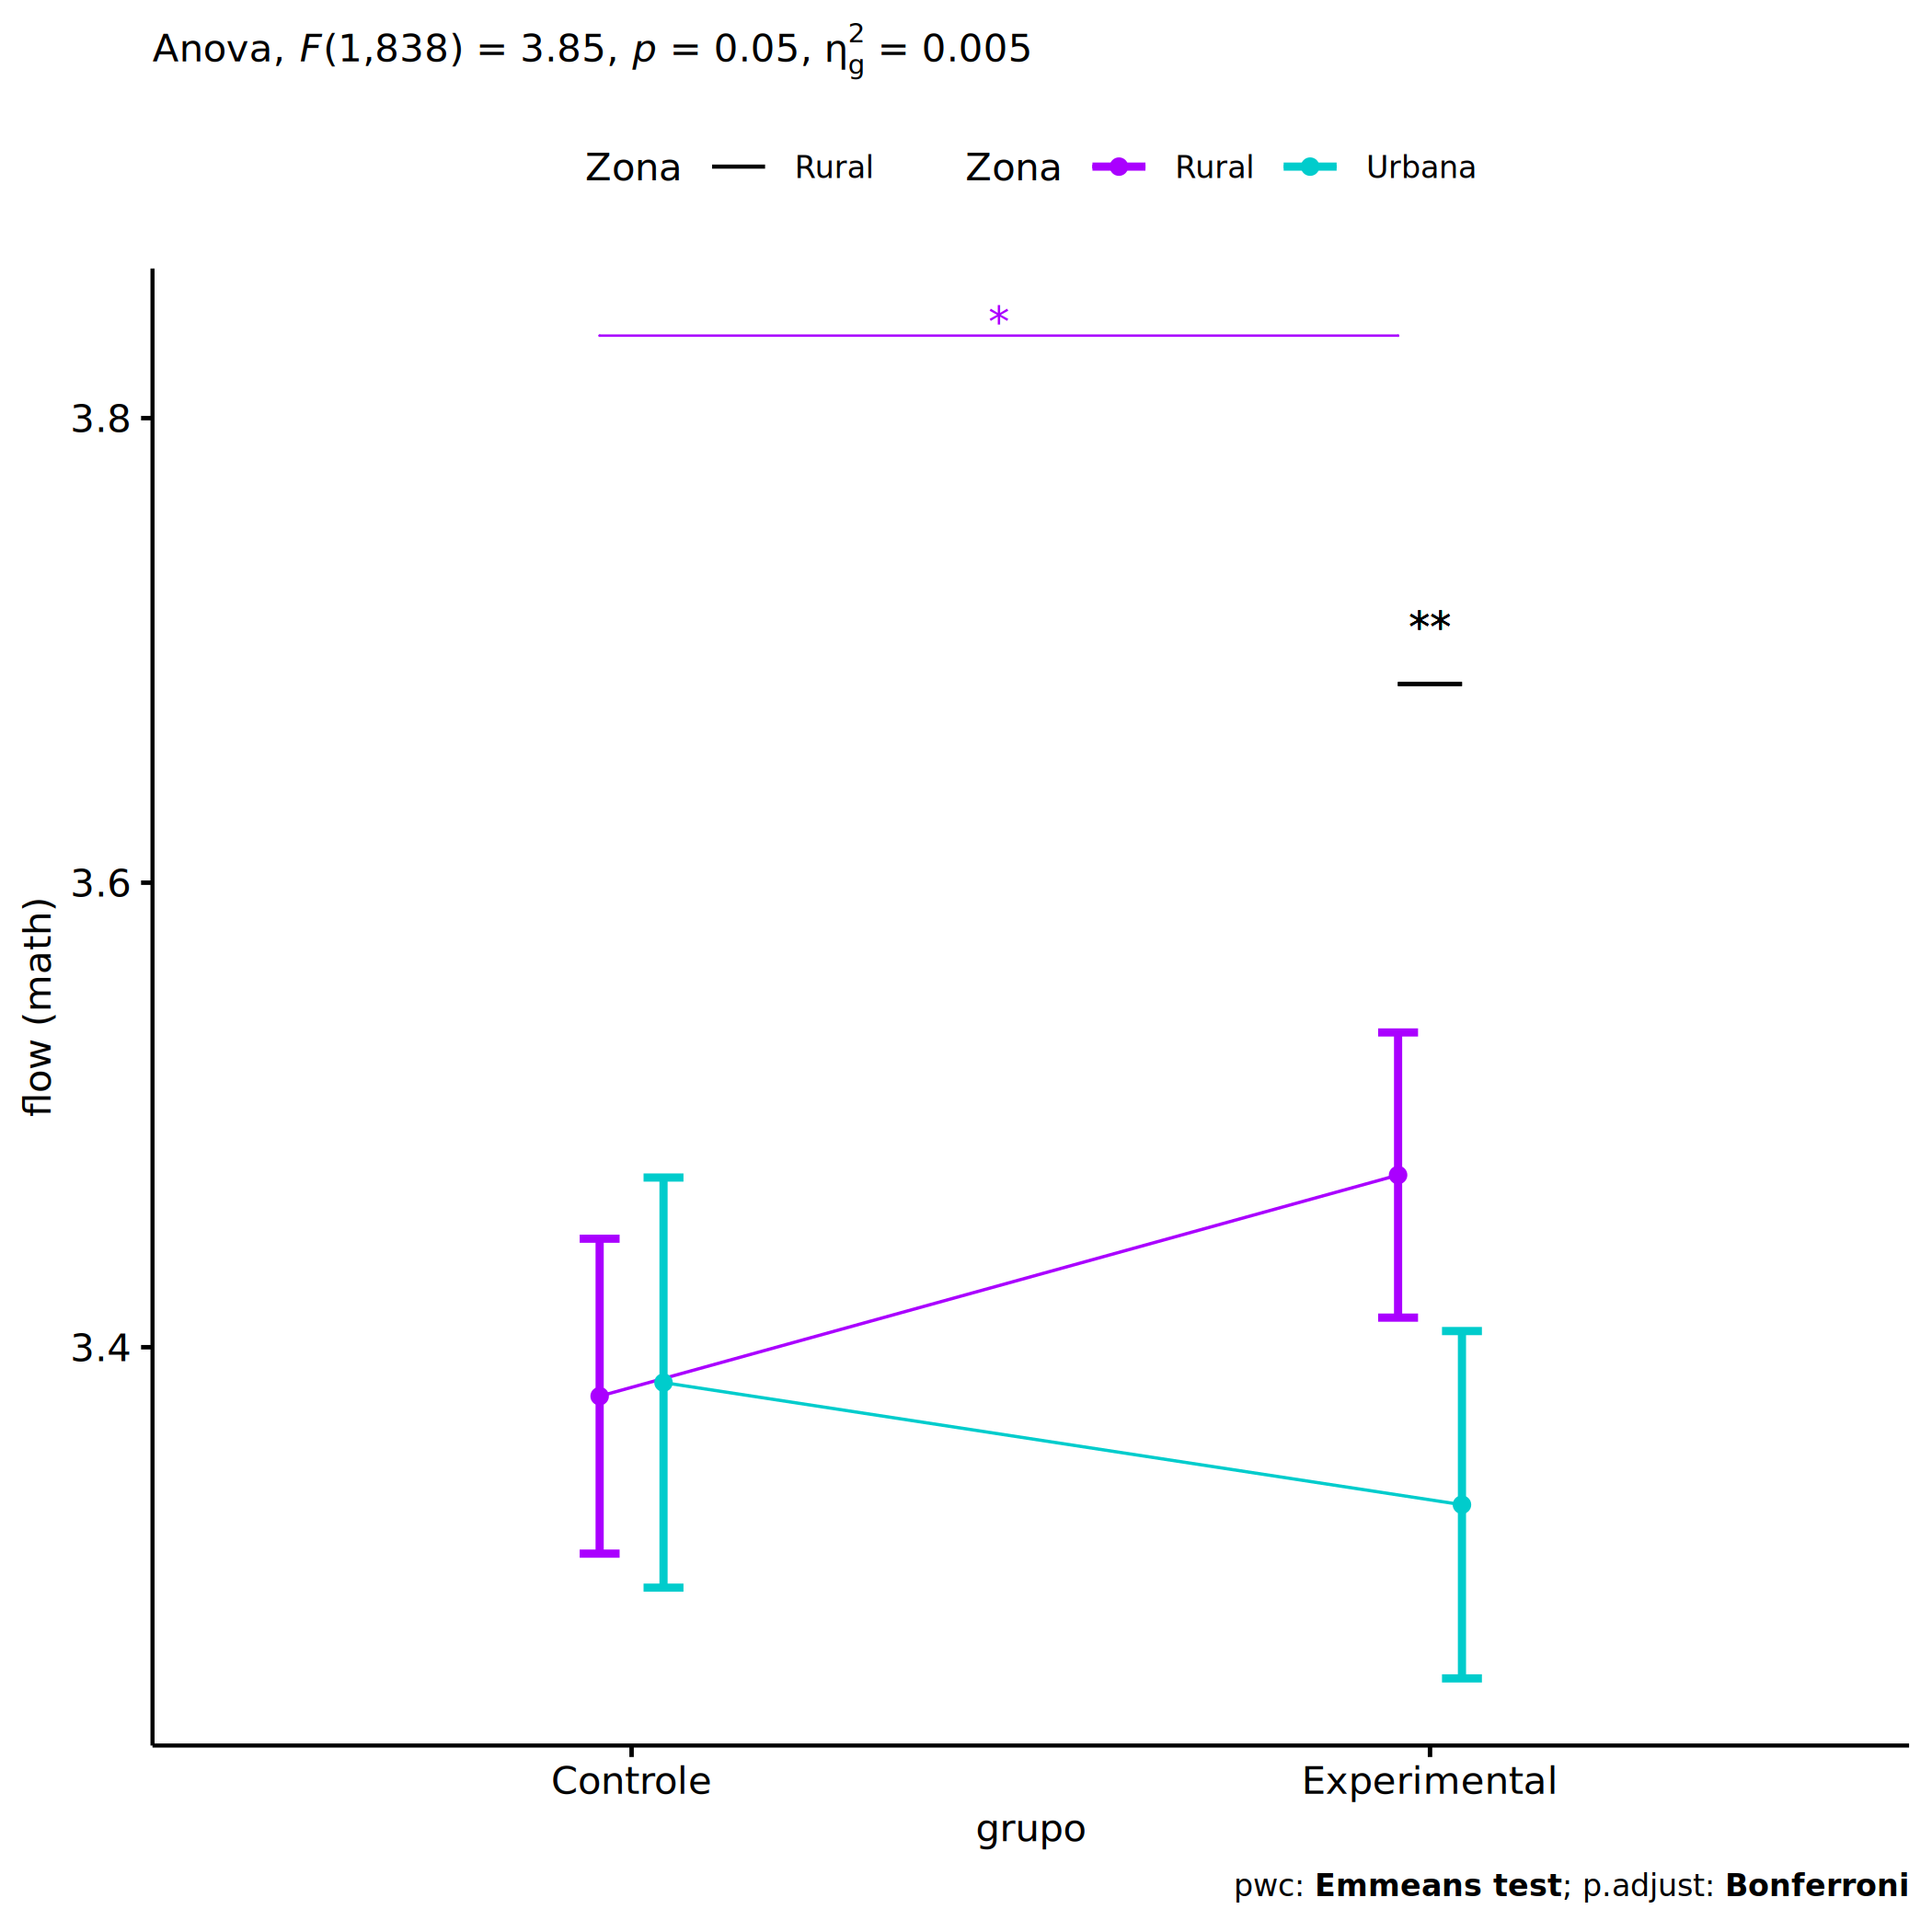 Anova, F(1,838) = 3.85, p = 0.05, η²g = 0.005
Zona Rural Zona Rural Urbana
*
3.8
**
3.6
flow (math)
3.4
Controle Experimental
grupo
pwc: Emmeans test; p.adjust: Bonferroni